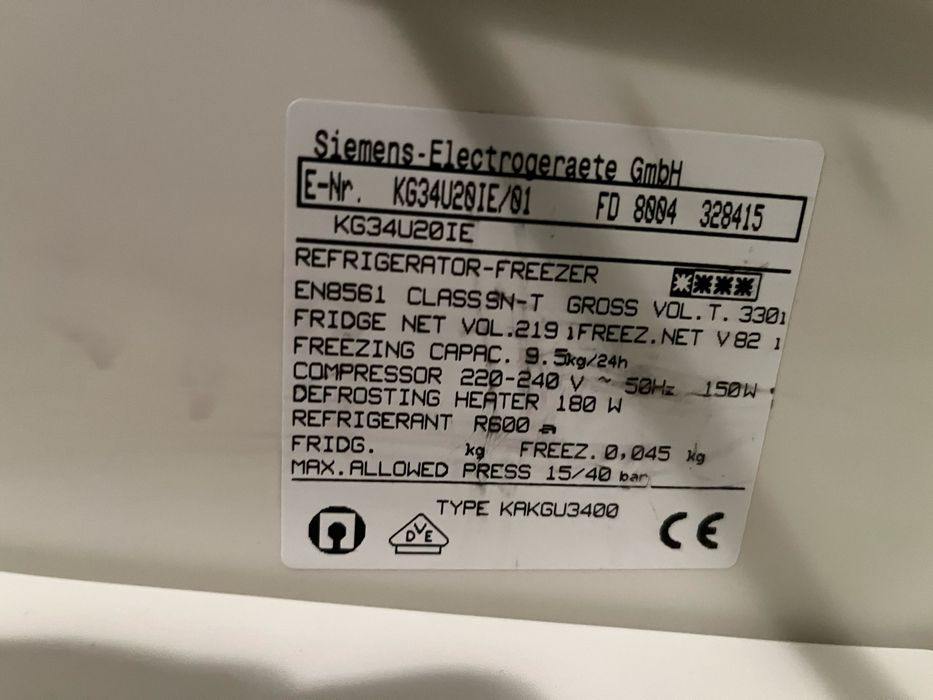 Siemens-Electrogeraete GmbH
E-Nr. KG34U20IE/01 FD 8004 328415
KG34U20IE
REFRIGERATOR-FREEZER
EN8561 CLASS SN-T GROSS VOL.T. 330l
FRIDGE NET VOL.219 l FREEZ.NET V 82 l
FREEZING CAPAC. 9.5kg/24h
COMPRESSOR 220-240 V ~ 50Hz 150W
DEFROSTING HEATER 180 W
REFRIGERANT R600 a
FRIDG. kg FREEZ. 0,045 kg
MAX.ALLOWED PRESS 15/40 bar
TYPE KAKGU3400
DVE CE